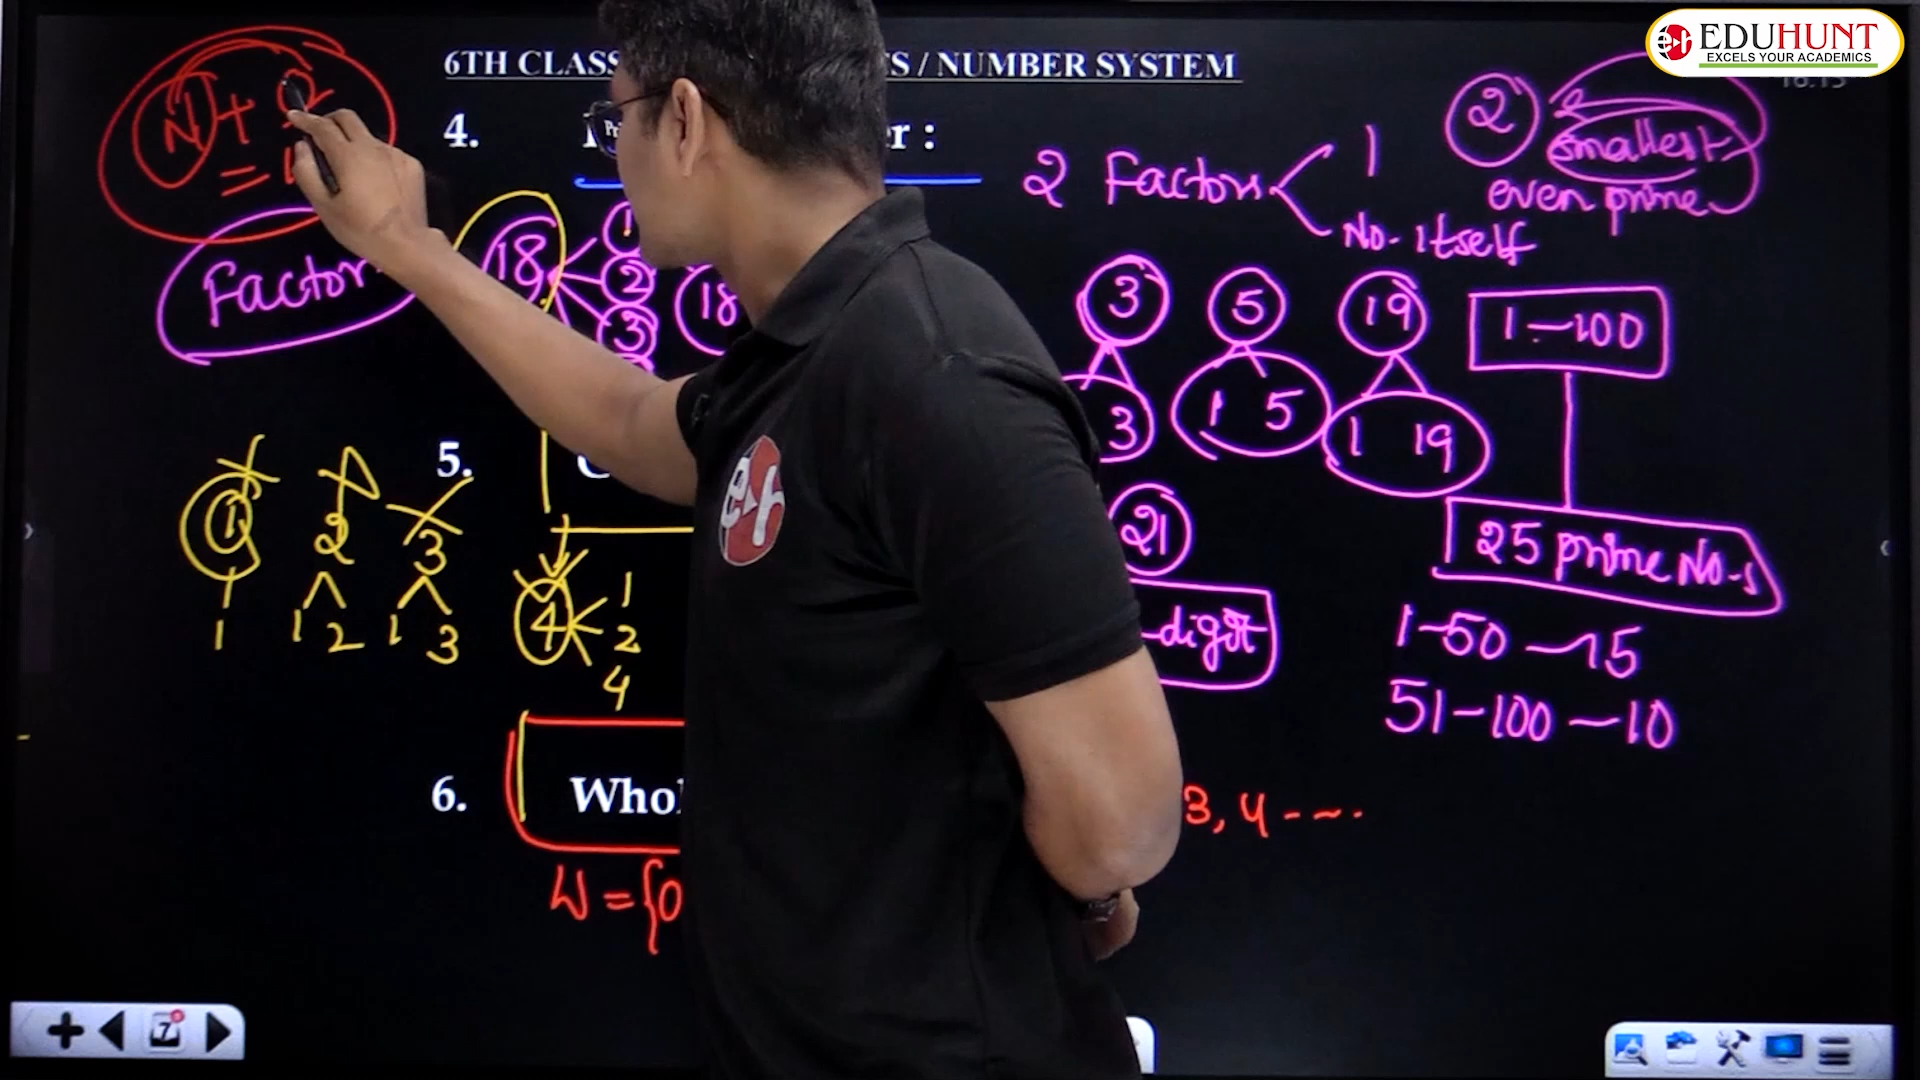 EDUHUNT
EXCELS YOUR ACADEMICS
6TH CLASS
S / NUMBER SYSTEM
4.
er :
N +
=
2 Factors
1
No. itself
2
smallest
even prime
Factor
18
1
2
3
18
3
3
5
1 5
19
1 19
1-100
25 prime No.s
1-50 - 15
51-100 - 10
21
-digit
5.
1
1
2
1 2
3
1 3
4
1
2
4
6.
Whol
3, 4 ----
W = {0
7